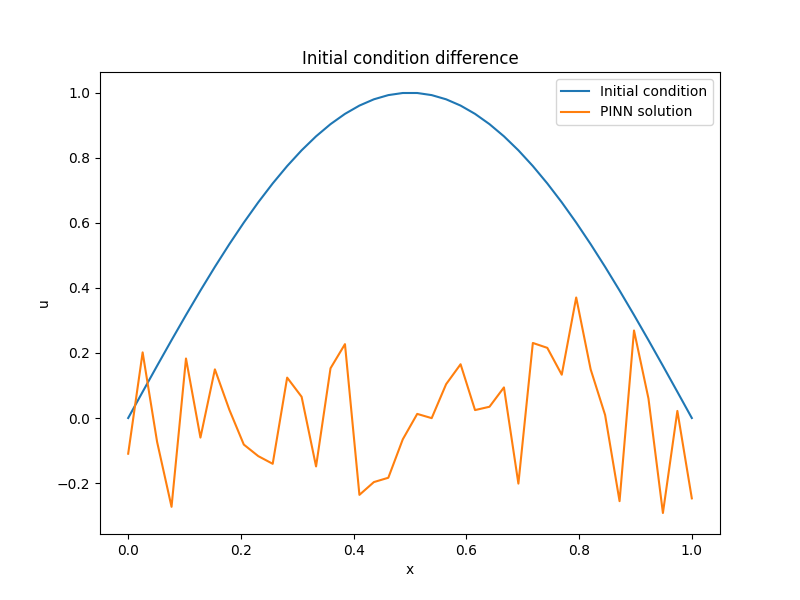 Initial condition difference
Initial condition
PINN solution
1.0
0.8
0.6
0.4
0.2
0.0
−0.2
u
0.0 0.2 0.4 0.6 0.8 1.0
x